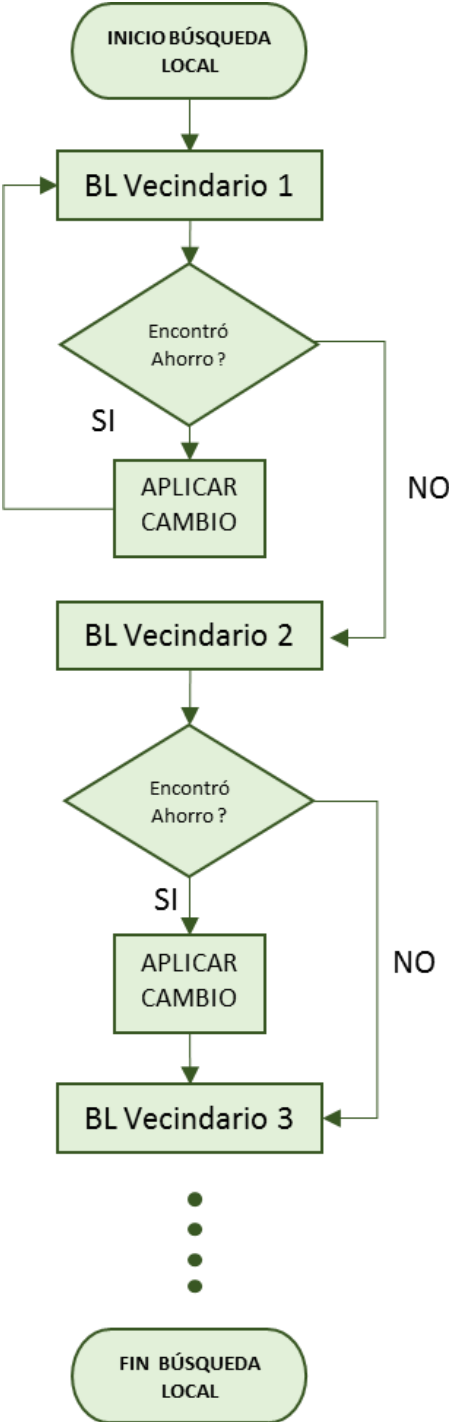 INICIO BÚSQUEDA
LOCAL
BL Vecindario 1
Encontró
Ahorro ?
SI
APLICAR
CAMBIO
NO
BL Vecindario 2
Encontró
Ahorro ?
SI
APLICAR
CAMBIO
NO
BL Vecindario 3
FIN BÚSQUEDA
LOCAL